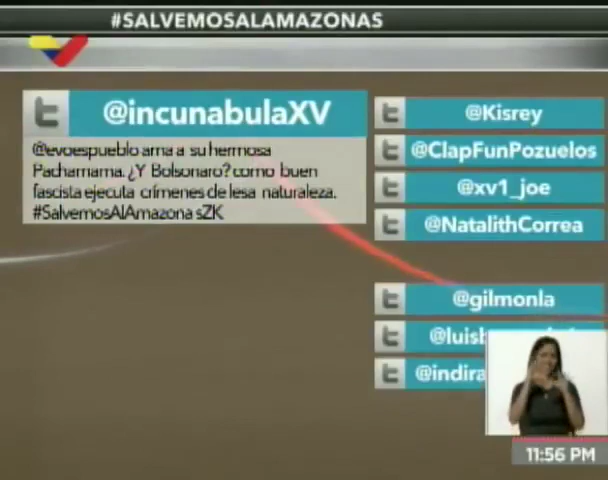 #SALVEMOSALAMAZONAS
@incunabulaXV
@evoespueblo ama a su hermosa
Pachamama. ¿Y Bolsonaro? como buen
fascista ejecuta crímenes de lesa naturaleza.
#SalvemosAlAmazona sZK
@Kisrey
@ClapFunPozuelos
@xv1_joe
@NatalithCorrea
@gilmonla
11:56 PM